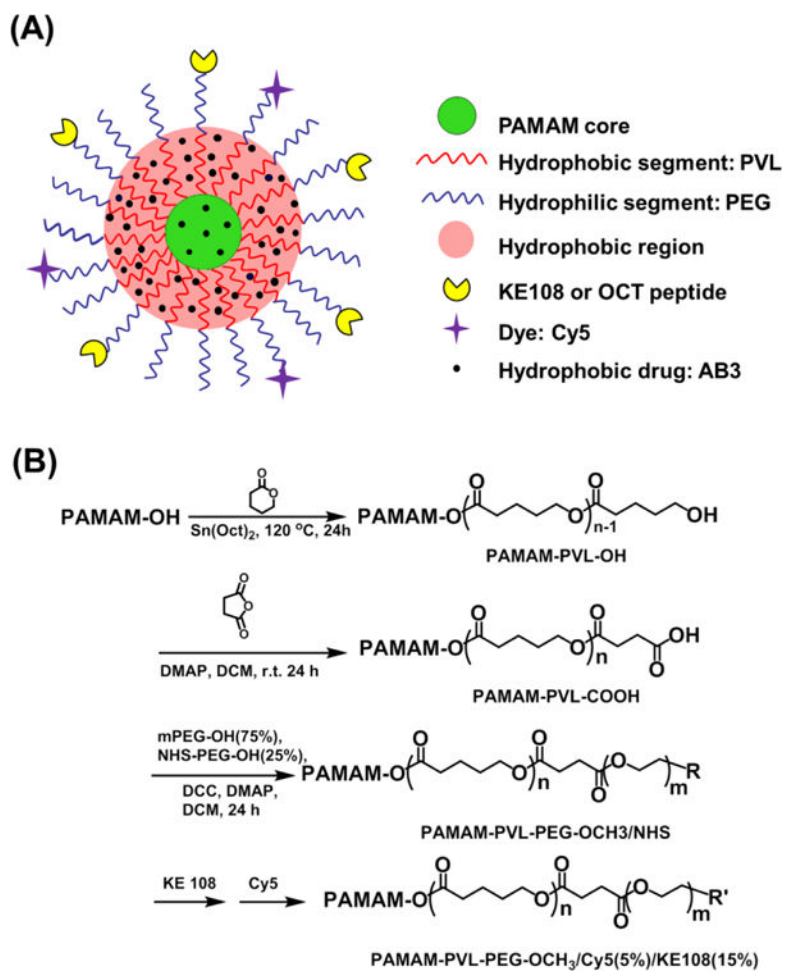 (A)
PAMAM core
Hydrophobic segment: PVL
Hydrophilic segment: PEG
Hydrophobic region
KE108 or OCT peptide
Dye: Cy5
Hydrophobic drug: AB3
(B)
PAMAM-OH
O
O
Sn(Oct)₂, 120 °C, 24h
PAMAM-O
O
O
n-1
O
OH
PAMAM-PVL-OH
O
O
O
DMAP, DCM, r.t. 24 h
PAMAM-O
O
O
n
O
OH
O
PAMAM-PVL-COOH
mPEG-OH(75%),
NHS-PEG-OH(25%),
DCC, DMAP,
DCM, 24 h
PAMAM-O
O
O
n
O
O
O
m
R
PAMAM-PVL-PEG-OCH3/NHS
KE 108
Cy5
PAMAM-O
O
O
n
O
O
O
m
R'
PAMAM-PVL-PEG-OCH₃/Cy5(5%)/KE108(15%)